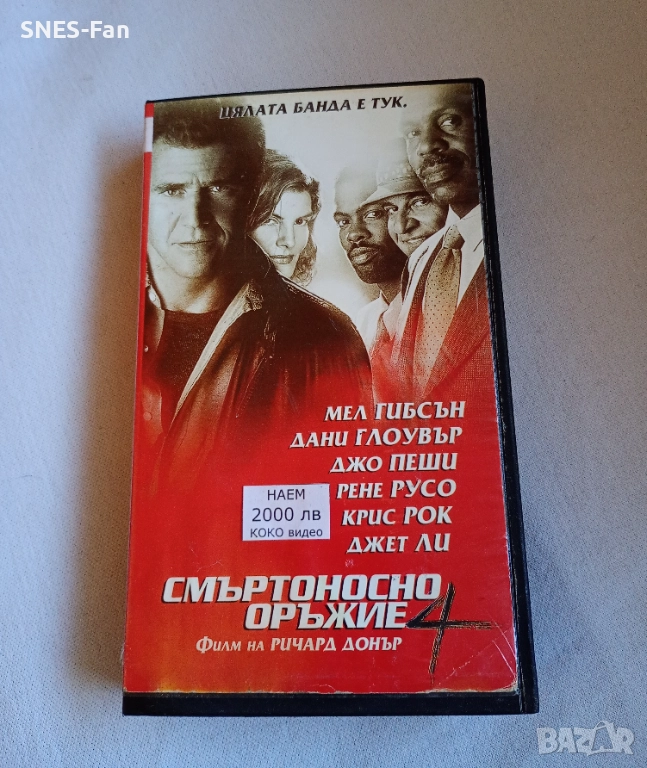 SNES-Fan
ЦЯЛАТА БАНДА Е ТУК.
МЕЛ ГИБСЪН
ДАНИ ГЛОУВЪР
ДЖО ПЕШИ
РЕНЕ РУСО
КРИС РОК
ДЖЕТ ЛИ
НАЕМ
2000 лв
КОКО видео
СМЪРТОНОСНО
ОРЪЖИЕ 4
ФИЛМ НА РИЧАРД ДОНЪР
BAZAR